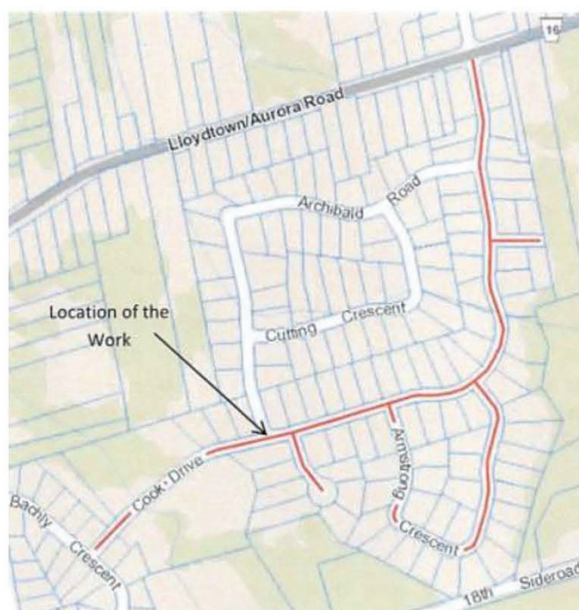 16
Lloydtown/Aurora Road
Archibald Road
Location of the
Work
Cutting Crescent
Cook Drive
Armstrong
Crescent
Bachly
Crescent
18th Sideroad